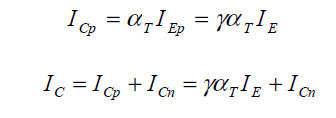 I_{Cp} = α_T I_{Ep} = γα_T I_E
I_C = I_{Cp} + I_{Cn} = γα_T I_E + I_{Cn}